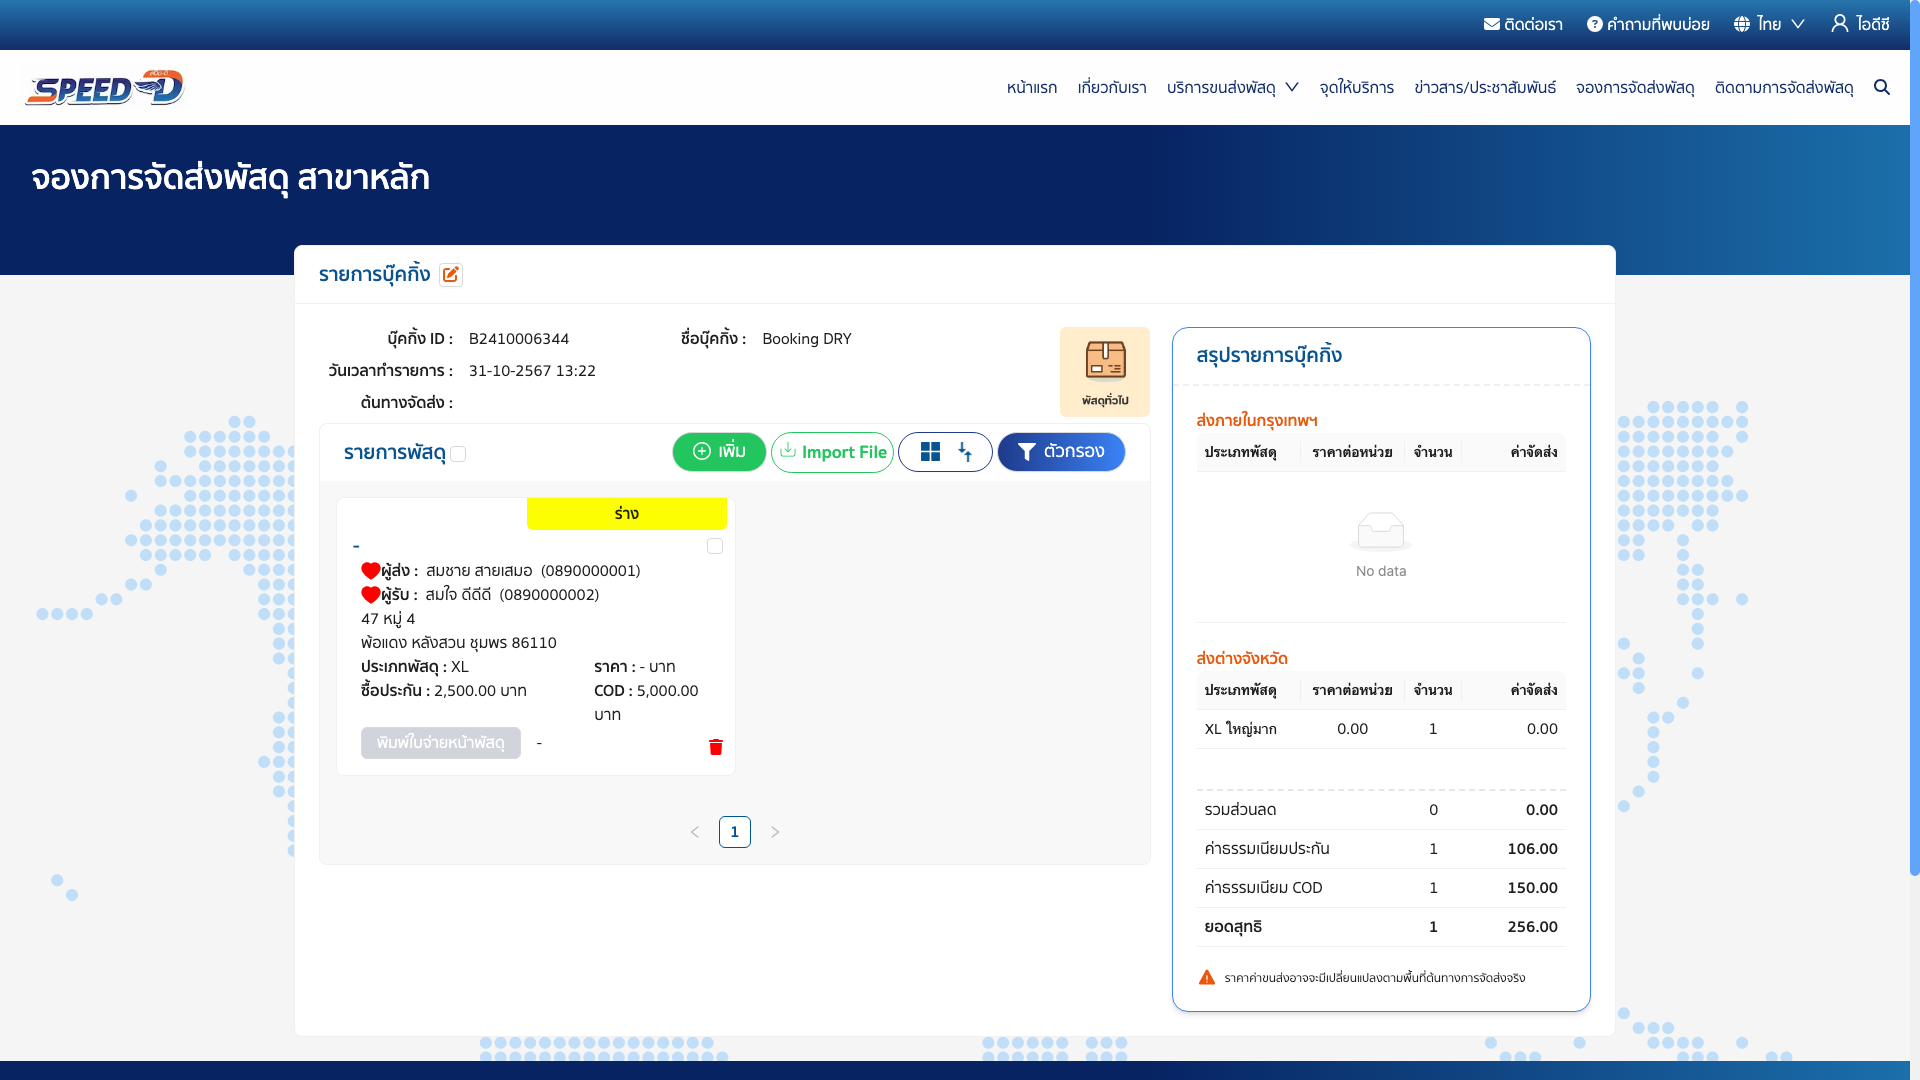 ติดต่อเรา คำถามที่พบบ่อย ไทย ไอดีซี
SPEED-D
หน้าแรก เกี่ยวกับเรา บริการขนส่งพัสดุ จุดให้บริการ ข่าวสาร/ประชาสัมพันธ์ จองการจัดส่งพัสดุ ติดตามการจัดส่งพัสดุ
จองการจัดส่งพัสดุ สาขาหลัก
รายการบุ๊คกิ้ง
บุ๊คกิ้ง ID : B2410006344 ชื่อบุ๊คกิ้ง : Booking DRY
วันเวลาทำรายการ : 31-10-2567 13:22
ต้นทางจัดส่ง :
พัสดุทั่วไป
รายการพัสดุ เพิ่ม Import File ตัวกรอง
ร่าง
-
ผู้ส่ง : สมชาย สายเสมอ (0890000001)
ผู้รับ : สมใจ ดีดีดี (0890000002)
47 หมู่ 4
พ้อแดง หลังสวน ชุมพร 86110
ประเภทพัสดุ : XL ราคา : - บาท
ซื้อประกัน : 2,500.00 บาท COD : 5,000.00
บาท
พิมพ์ใบจ่ายหน้าพัสดุ -
1
สรุปรายการบุ๊คกิ้ง
ส่งภายในกรุงเทพฯ
ประเภทพัสดุ ราคาต่อหน่วย จำนวน ค่าจัดส่ง
No data
ส่งต่างจังหวัด
ประเภทพัสดุ ราคาต่อหน่วย จำนวน ค่าจัดส่ง
XL ใหญ่มาก 0.00 1 0.00
รวมส่วนลด 0 0.00
ค่าธรรมเนียมประกัน 1 106.00
ค่าธรรมเนียม COD 1 150.00
ยอดสุทธิ 1 256.00
ราคาค่าขนส่งอาจจะมีเปลี่ยนแปลงตามพื้นที่ต้นทางการจัดส่งจริง